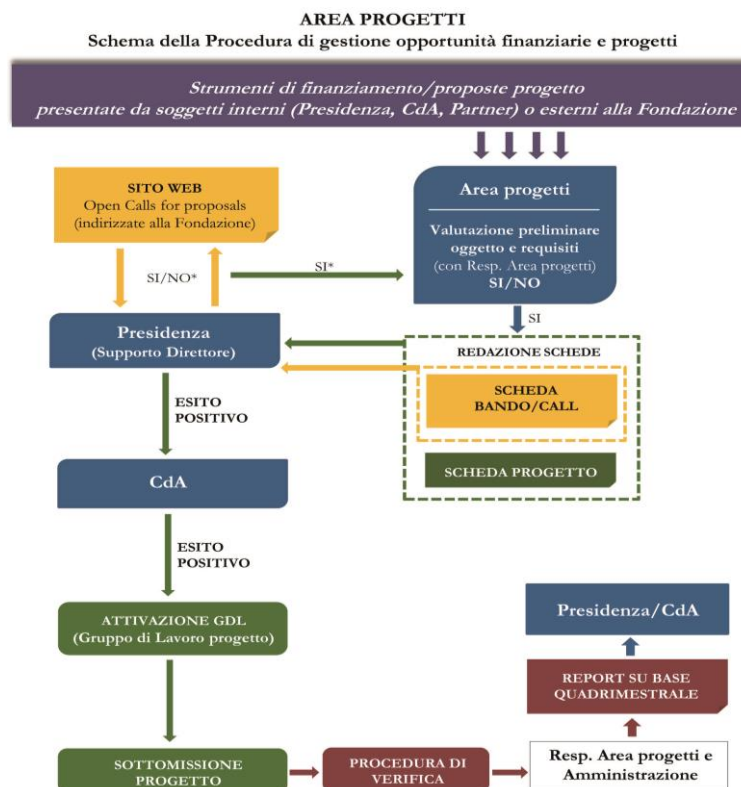 AREA PROGETTI
Schema della Procedura di gestione opportunità finanziarie e progetti
Strumenti di finanziamento/proposte progetto
presentate da soggetti interni (Presidenza, CdA, Partner) o esterni alla Fondazione
SITO WEB
Open Calls for proposals
(indirizzate alla Fondazione)
Area progetti
Valutazione preliminare
oggetto e requisiti
(con Resp. Area progetti)
SI/NO
SI/NO*
SI*
SI
Presidenza
(Supporto Direttore)
REDAZIONE SCHEDE
SCHEDA
BANDO/CALL
SCHEDA PROGETTO
ESITO
POSITIVO
CdA
ESITO
POSITIVO
ATTIVAZIONE GDL
(Gruppo di Lavoro progetto)
Presidenza/CdA
REPORT SU BASE
QUADRIMESTRALE
SOTTOMISSIONE
PROGETTO
PROCEDURA DI
VERIFICA
Resp. Area progetti e
Amministrazione